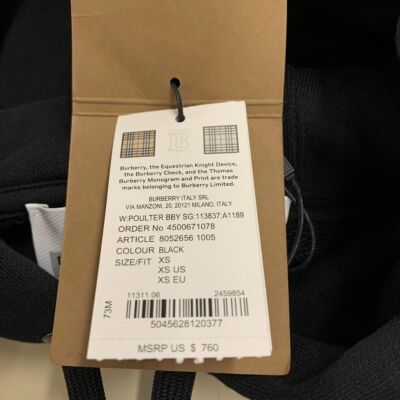 TB
Burberry, the Equestrian Knight Device,
the Burberry Check, and the Thomas
Burberry Monogram and Print are trade
marks belonging to Burberry Limited.
BURBERRY ITALY SRL
VIA MANZONI, 20, 20121 MILANO, ITALY
W:POULTER BBY SG:113837:A1189
ORDER No 4500671078
ARTICLE 8052656 1005
COLOUR BLACK
SIZE/FIT XS
XS US
XS EU
11311 06 2459854
73M
5045628120377
MSRP US $ 760